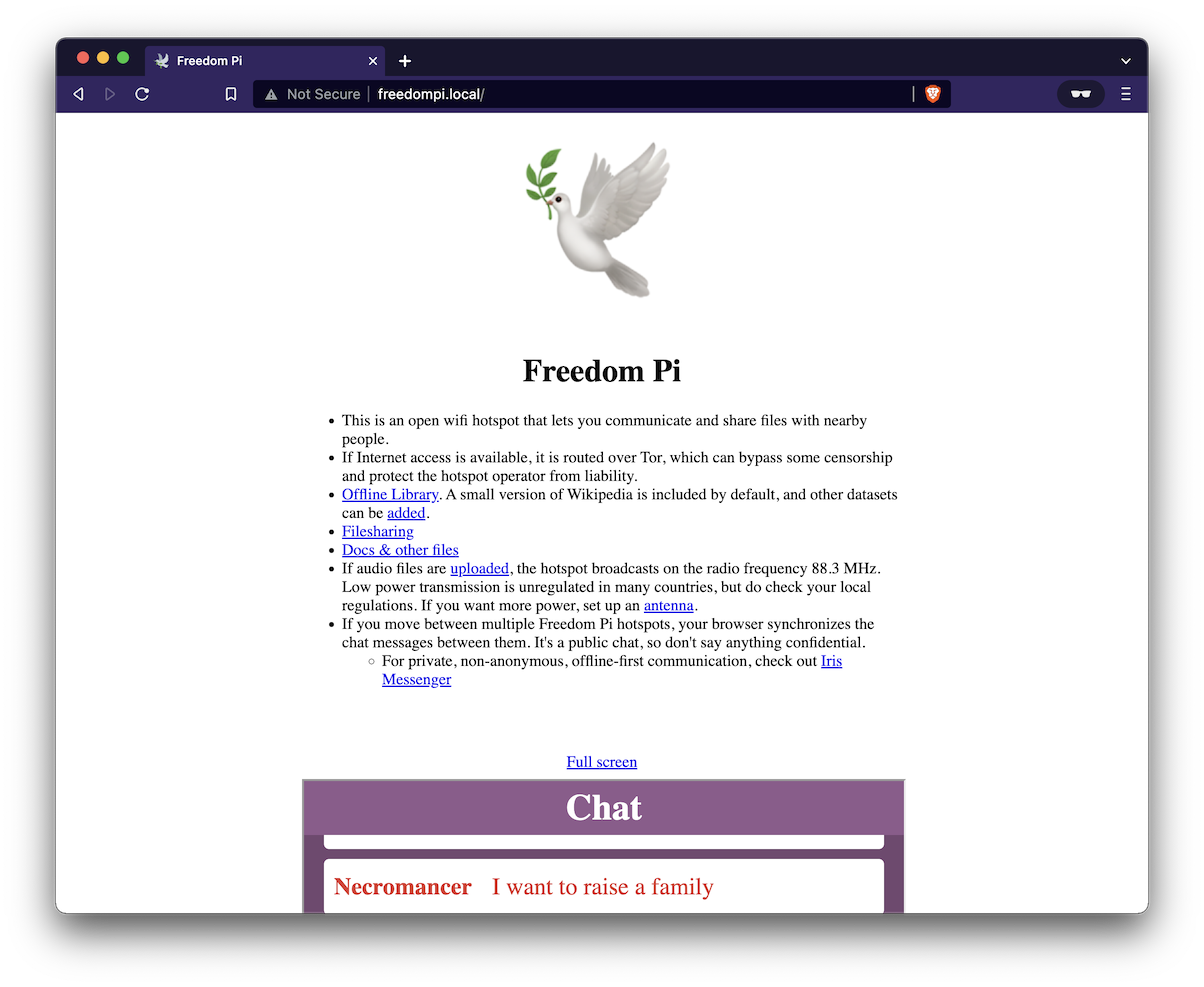 Freedom Pi
Not Secure | freedompi.local/
Freedom Pi
This is an open wifi hotspot that lets you communicate and share files with nearby
people.
If Internet access is available, it is routed over Tor, which can bypass some censorship
and protect the hotspot operator from liability.
Offline Library. A small version of Wikipedia is included by default, and other datasets
can be added.
Filesharing
Docs & other files
If audio files are uploaded, the hotspot broadcasts on the radio frequency 88.3 MHz.
Low power transmission is unregulated in many countries, but do check your local
regulations. If you want more power, set up an antenna.
If you move between multiple Freedom Pi hotspots, your browser synchronizes the
chat messages between them. It's a public chat, so don't say anything confidential.
For private, non-anonymous, offline-first communication, check out Iris
Messenger
Full screen
Chat
Necromancer I want to raise a family